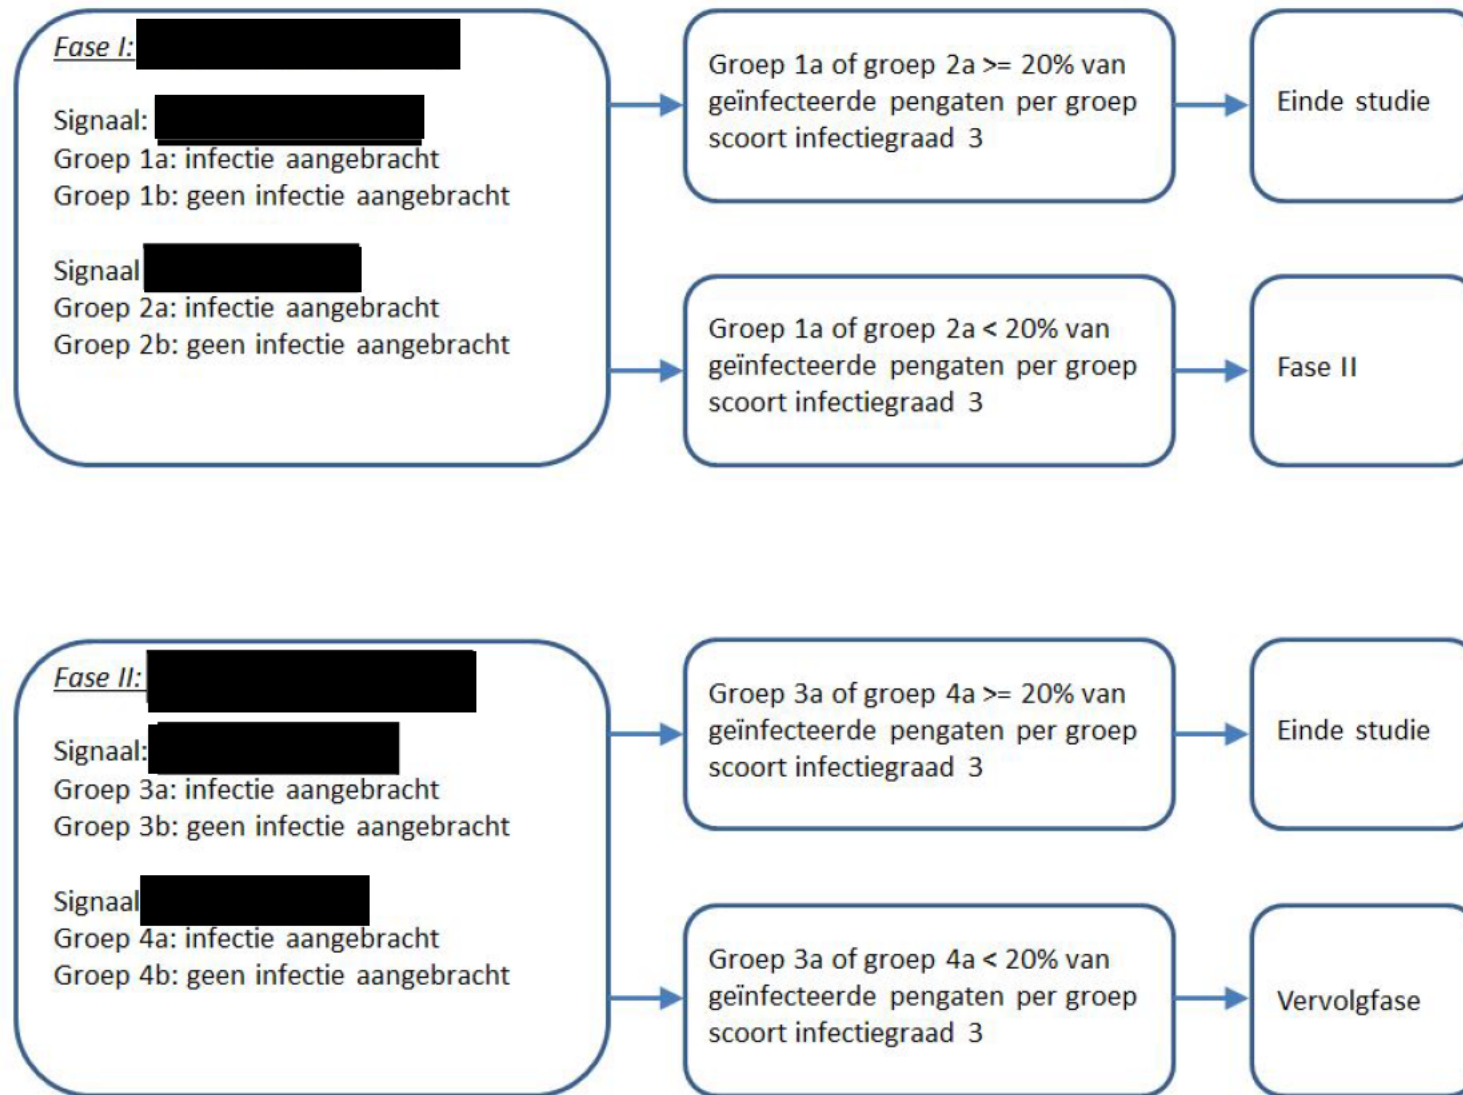 Fase I:
Signaal:
Groep 1a: infectie aangebracht
Groep 1b: geen infectie aangebracht
Signaal
Groep 2a: infectie aangebracht
Groep 2b: geen infectie aangebracht
Groep 1a of groep 2a >= 20% van
geïnfecteerde pengaten per groep
scoort infectiegraad 3
Einde studie
Groep 1a of groep 2a < 20% van
geïnfecteerde pengaten per groep
scoort infectiegraad 3
Fase II
Fase II:
Signaal:
Groep 3a: infectie aangebracht
Groep 3b: geen infectie aangebracht
Signaal
Groep 4a: infectie aangebracht
Groep 4b: geen infectie aangebracht
Groep 3a of groep 4a >= 20% van
geïnfecteerde pengaten per groep
scoort infectiegraad 3
Einde studie
Groep 3a of groep 4a < 20% van
geïnfecteerde pengaten per groep
scoort infectiegraad 3
Vervolgfase